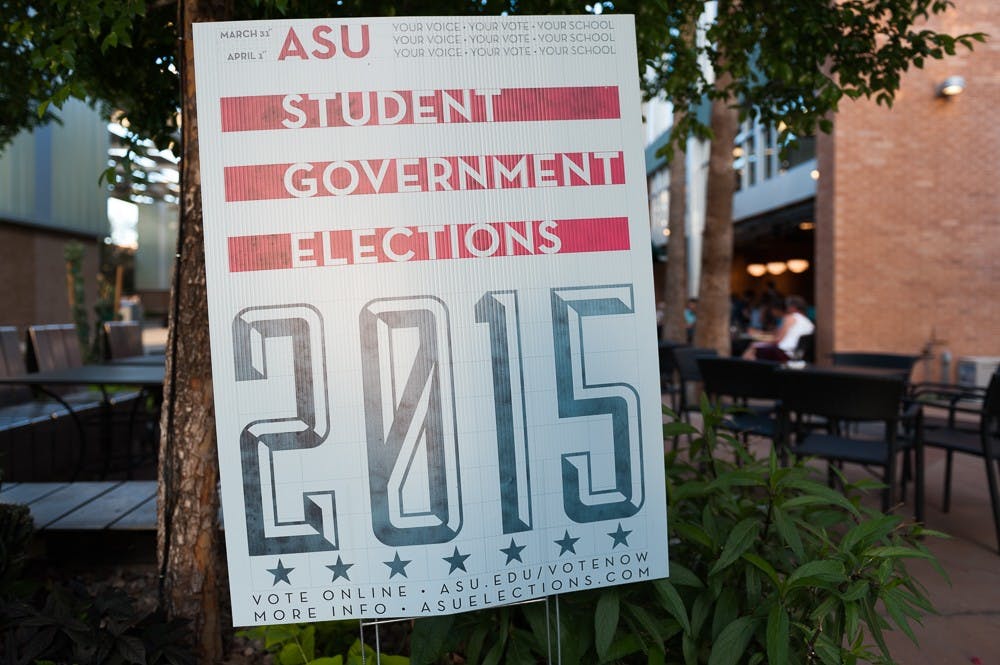 MARCH 31st
ASU
APRIL 1st
YOUR VOICE • YOUR VOTE • YOUR SCHOOL
YOUR VOICE • YOUR VOTE • YOUR SCHOOL
YOUR VOICE • YOUR VOTE • YOUR SCHOOL
STUDENT
GOVERNMENT
ELECTIONS
2015
VOTE ONLINE • ASU.EDU/VOTENOW
MORE INFO • ASUELECTIONS.COM